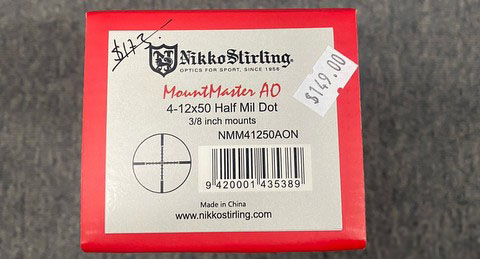 $173.
NikkoStirling®
OPTICS FOR SPORT, SINCE 1956
$149.00
MountMaster AO
4-12x50 Half Mil Dot
3/8 inch mounts
NMM41250AON
9 420001 435389
Made in China
www.nikkostirling.com